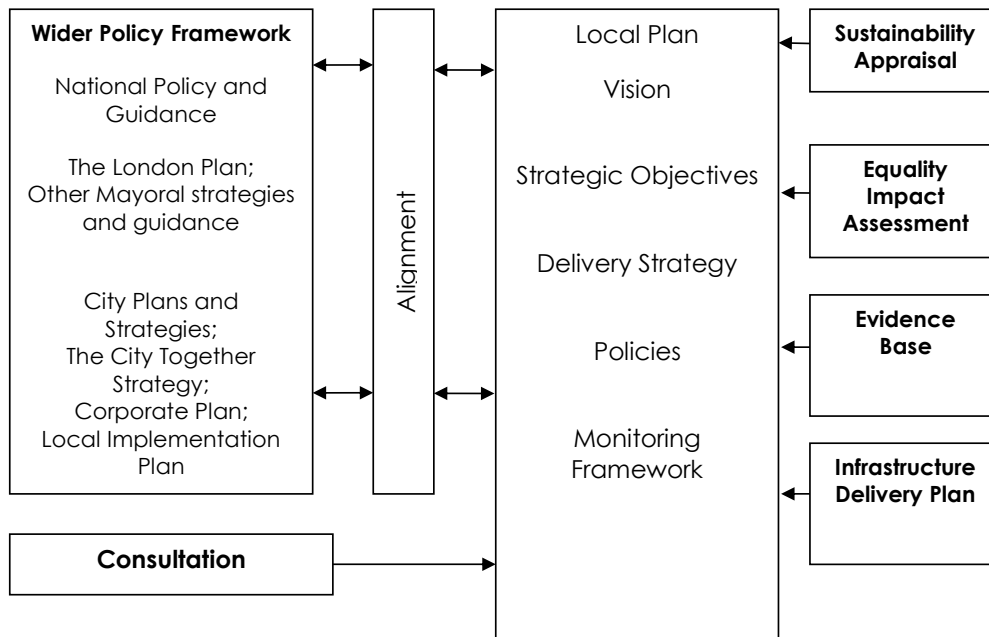 Wider Policy Framework
National Policy and
Guidance
The London Plan;
Other Mayoral strategies
and guidance
City Plans and
Strategies;
The City Together
Strategy;
Corporate Plan;
Local Implementation
Plan
Alignment
Local Plan
Vision
Strategic Objectives
Delivery Strategy
Policies
Monitoring
Framework
Sustainability
Appraisal
Equality
Impact
Assessment
Evidence
Base
Infrastructure
Delivery Plan
Consultation